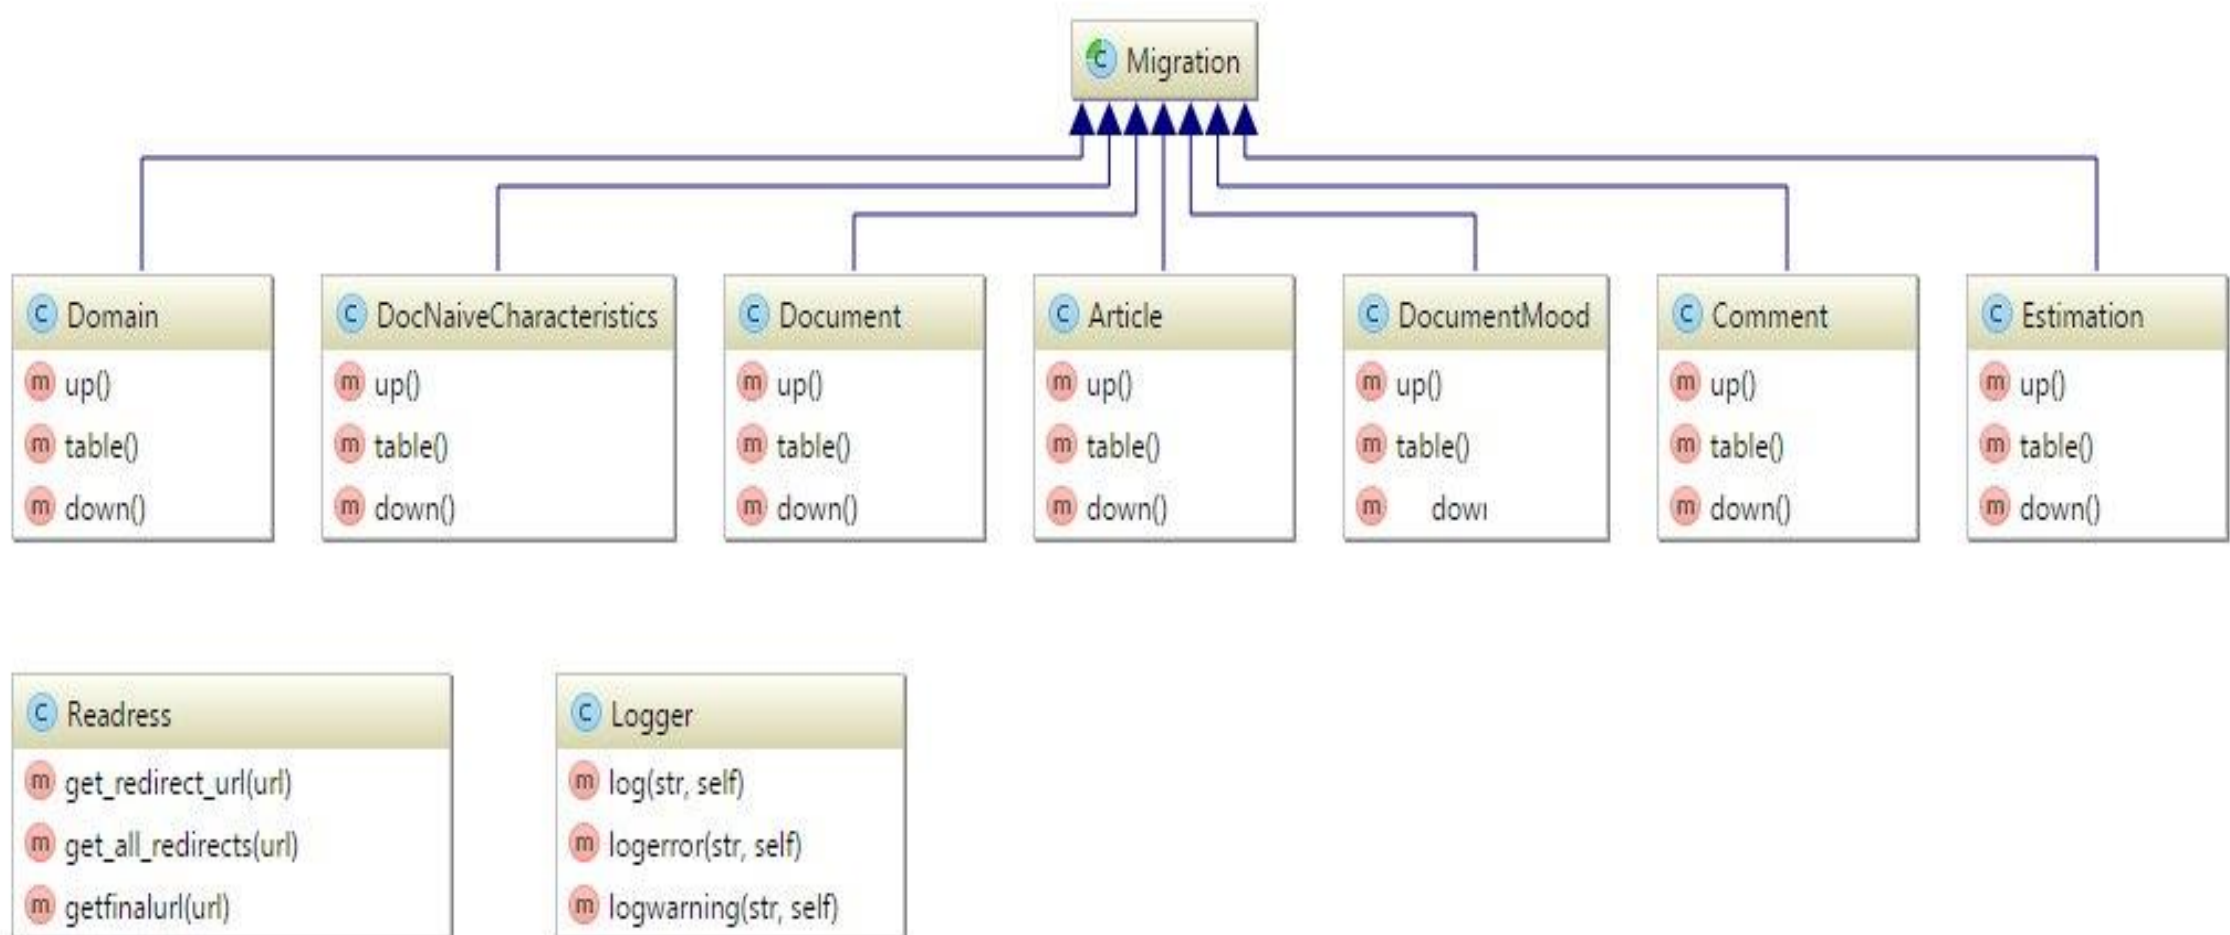 Migration
Domain
up()
table()
down()
DocNaiveCharacteristics
up()
table()
down()
Document
up()
table()
down()
Article
up()
table()
down()
DocumentMood
up()
table()
Comment
up()
table()
down()
Estimation
up()
table()
down()
Readress
get_redirect_url(url)
get_all_redirects(url)
getfinalurl(url)
Logger
log(str, self)
logerror(str, self)
logwarning(str, self)